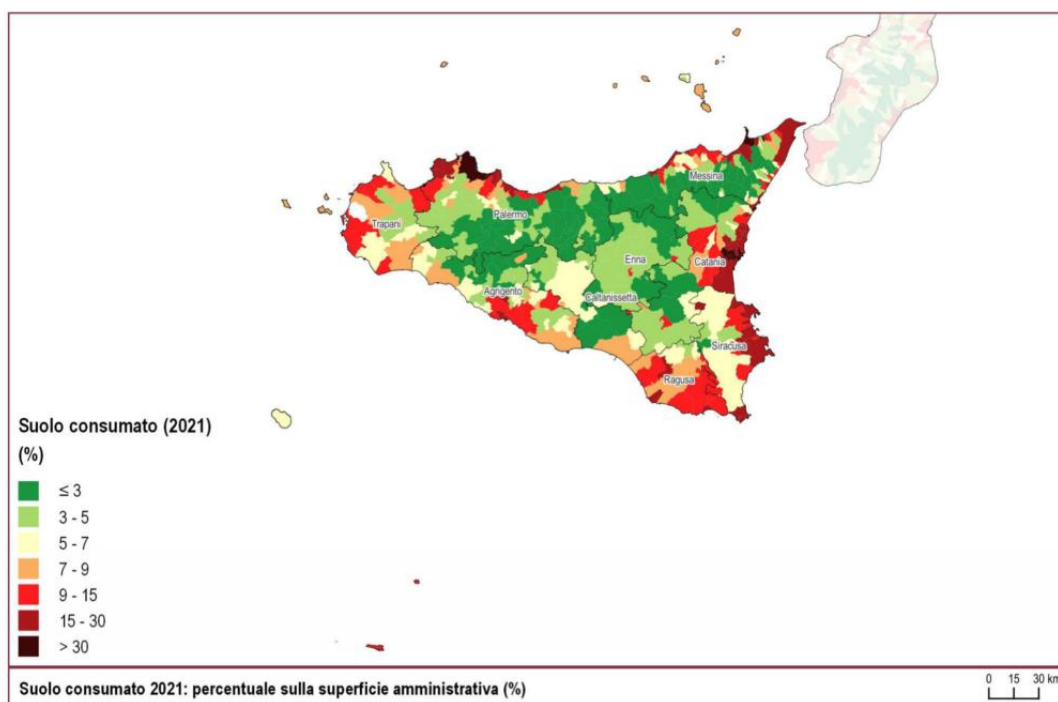 Messina
Palermo
Trapani
Enna
Catania
Agrigento
Caltanissetta
Siracusa
Ragusa
Suolo consumato (2021)
(%)
≤ 3
3 - 5
5 - 7
7 - 9
9 - 15
15 - 30
> 30
Suolo consumato 2021: percentuale sulla superficie amministrativa (%)
0 15 30 km